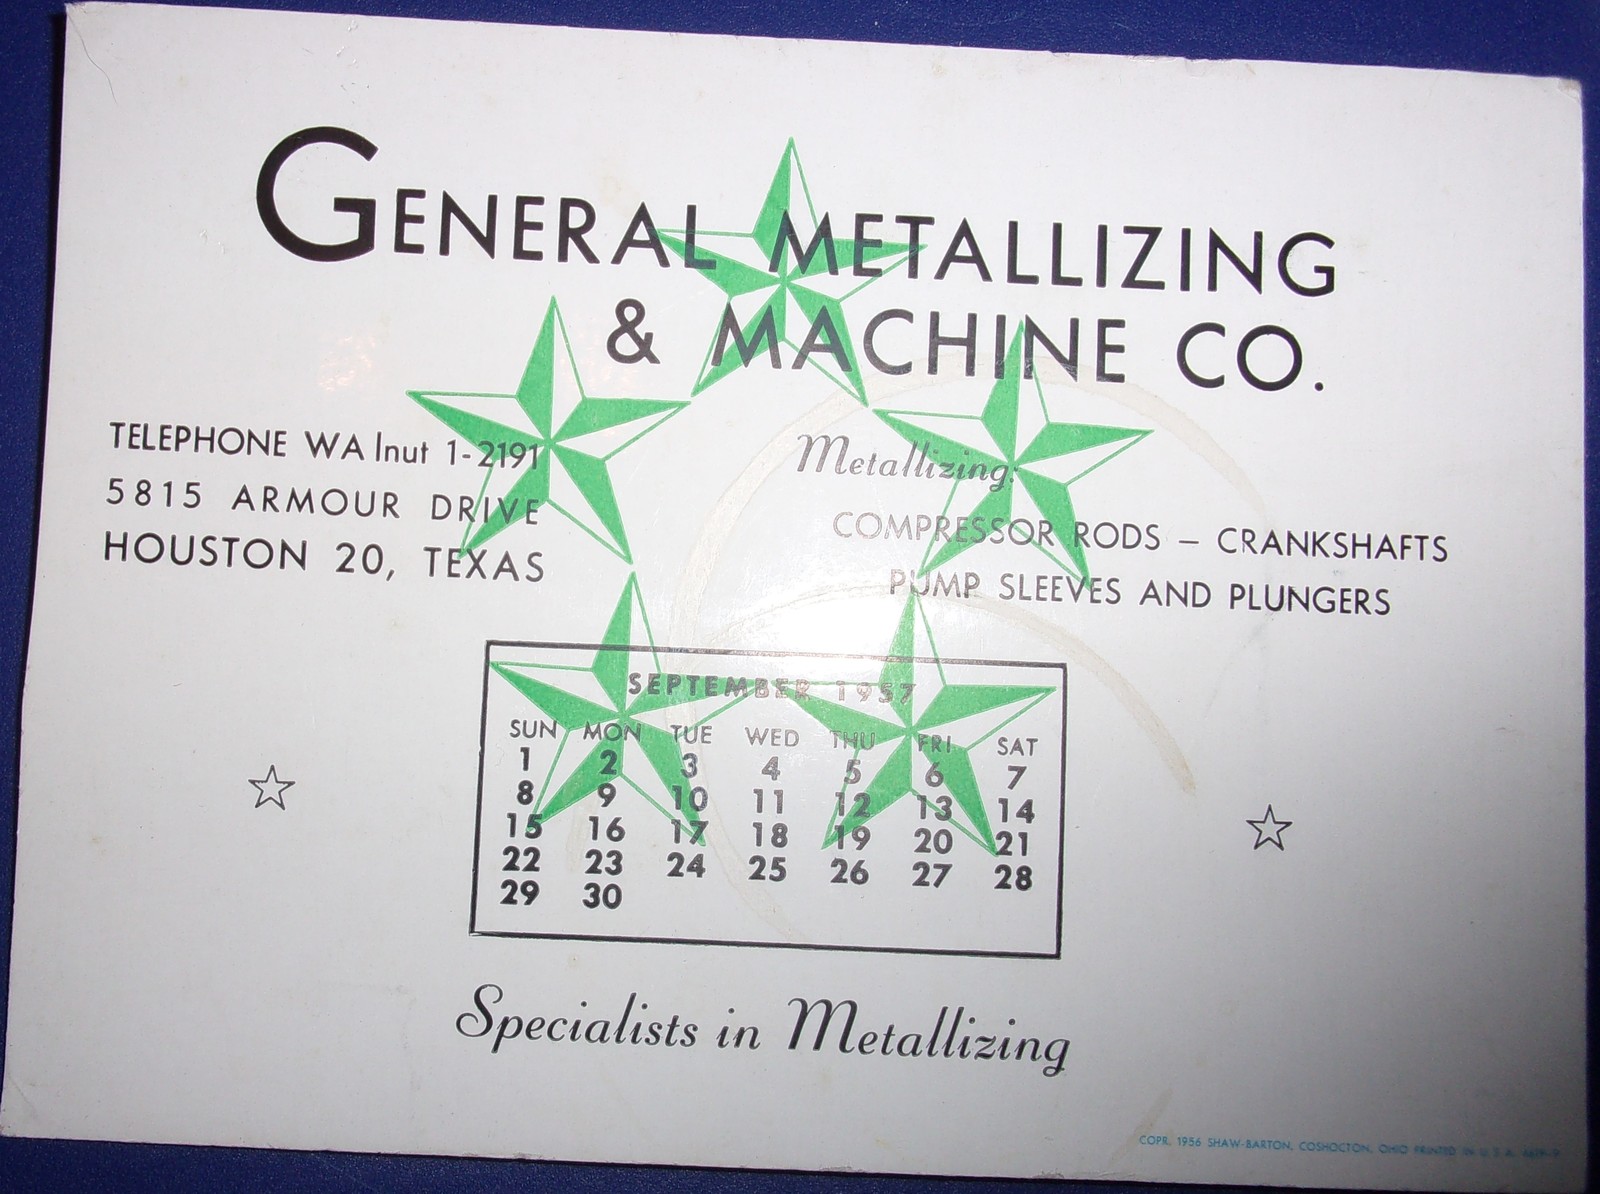 GENERAL METALLIZING
& MACHINE CO.
TELEPHONE WAlnut 1-2191
5815 ARMOUR DRIVE
HOUSTON 20, TEXAS
Metallizing:
COMPRESSOR RODS – CRANKSHAFTS
PUMP SLEEVES AND PLUNGERS
SEPTEMBER 1957
SUN MON TUE WED THU FRI SAT
1 2 3 4 5 6 7
8 9 10 11 12 13 14
15 16 17 18 19 20 21
22 23 24 25 26 27 28
29 30
Specialists in Metallizing
COPR. 1956 SHAW-BARTON, COSHOCTON, OHIO PRINTED IN U. S. A.